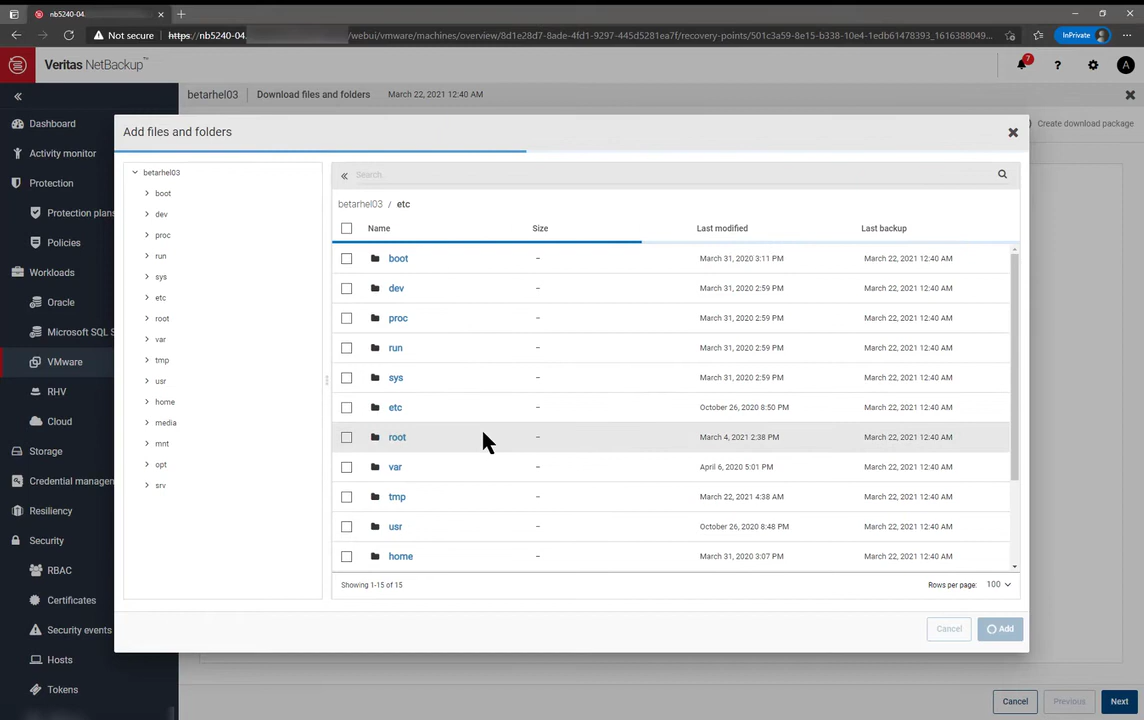 nb5240-04.
Not secure
https://nb5240-04. /webui/vmware/machines/overview/8d1e28d7-8ade-4fd1-9297-445d5281ea7f/recovery-points/501c3a59-8e15-b338-10e4-1edb61478393_1616388049...
InPrivate
Veritas NetBackup™
7
?
A
betarhel03
Download files and folders
March 22, 2021 12:40 AM
Create download package
Dashboard
Activity monitor
Protection
Protection plans
Policies
Workloads
Oracle
Microsoft SQL S
VMware
RHV
Cloud
Storage
Credential managem
Resiliency
Security
RBAC
Certificates
Security events
Hosts
Tokens
Add files and folders
betarhel03
boot
dev
proc
run
sys
etc
root
var
tmp
usr
home
media
mnt
opt
srv
Search...
betarhel03 / etc
Name Size Last modified Last backup
boot – March 31, 2020 3:11 PM March 22, 2021 12:40 AM
dev – March 31, 2020 2:59 PM March 22, 2021 12:40 AM
proc – March 31, 2020 2:59 PM March 22, 2021 12:40 AM
run – March 31, 2020 2:59 PM March 22, 2021 12:40 AM
sys – March 31, 2020 2:59 PM March 22, 2021 12:40 AM
etc – October 26, 2020 8:50 PM March 22, 2021 12:40 AM
root – March 4, 2021 2:38 PM March 22, 2021 12:40 AM
var – April 6, 2020 5:01 PM March 22, 2021 12:40 AM
tmp – March 22, 2021 4:38 AM March 22, 2021 12:40 AM
usr – October 26, 2020 8:48 PM March 22, 2021 12:40 AM
home – March 31, 2020 3:07 PM March 22, 2021 12:40 AM
Showing 1-15 of 15
Rows per page: 100
Cancel
Add
Cancel
Previous
Next